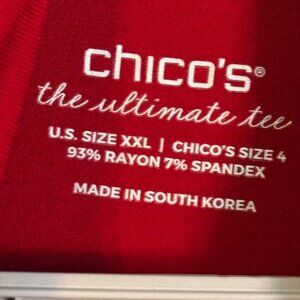 chico's®
the ultimate tee
U.S. SIZE XXL | CHICO'S SIZE 4
93% RAYON 7% SPANDEX
MADE IN SOUTH KOREA